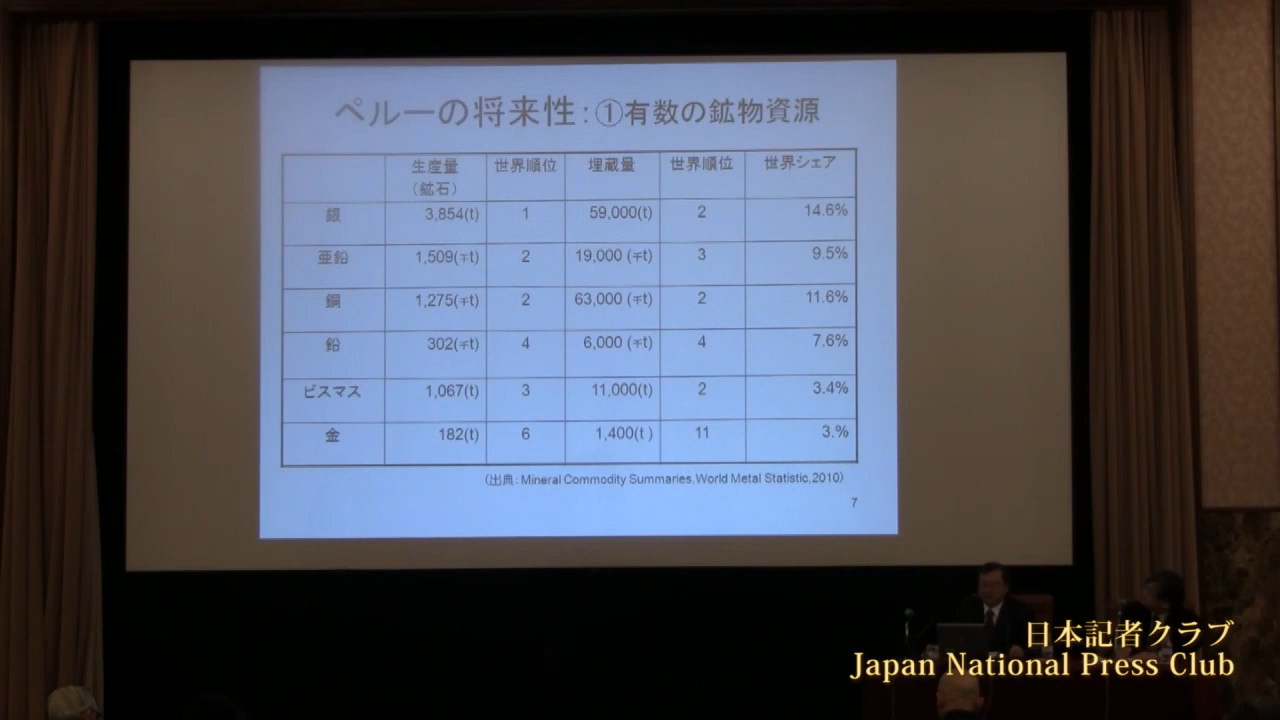 ペルーの将来性：①有数の鉱物資源
生産量（鉱石） 世界順位 埋蔵量 世界順位 世界シェア
銀 3,854(t) 1 59,000(t) 2 14.6%
亜鉛 1,509(千t) 2 19,000 (千t) 3 9.5%
銅 1,275(千t) 2 63,000 (千t) 2 11.6%
鉛 302(千t) 4 6,000 (千t) 4 7.6%
ビスマス 1,067(t) 3 11,000(t) 2 3.4%
金 182(t) 6 1,400(t ) 11 3.%
（出典：Mineral Commodity Summaries,World Metal Statistic,2010）
7
日本記者クラブ
Japan National Press Club